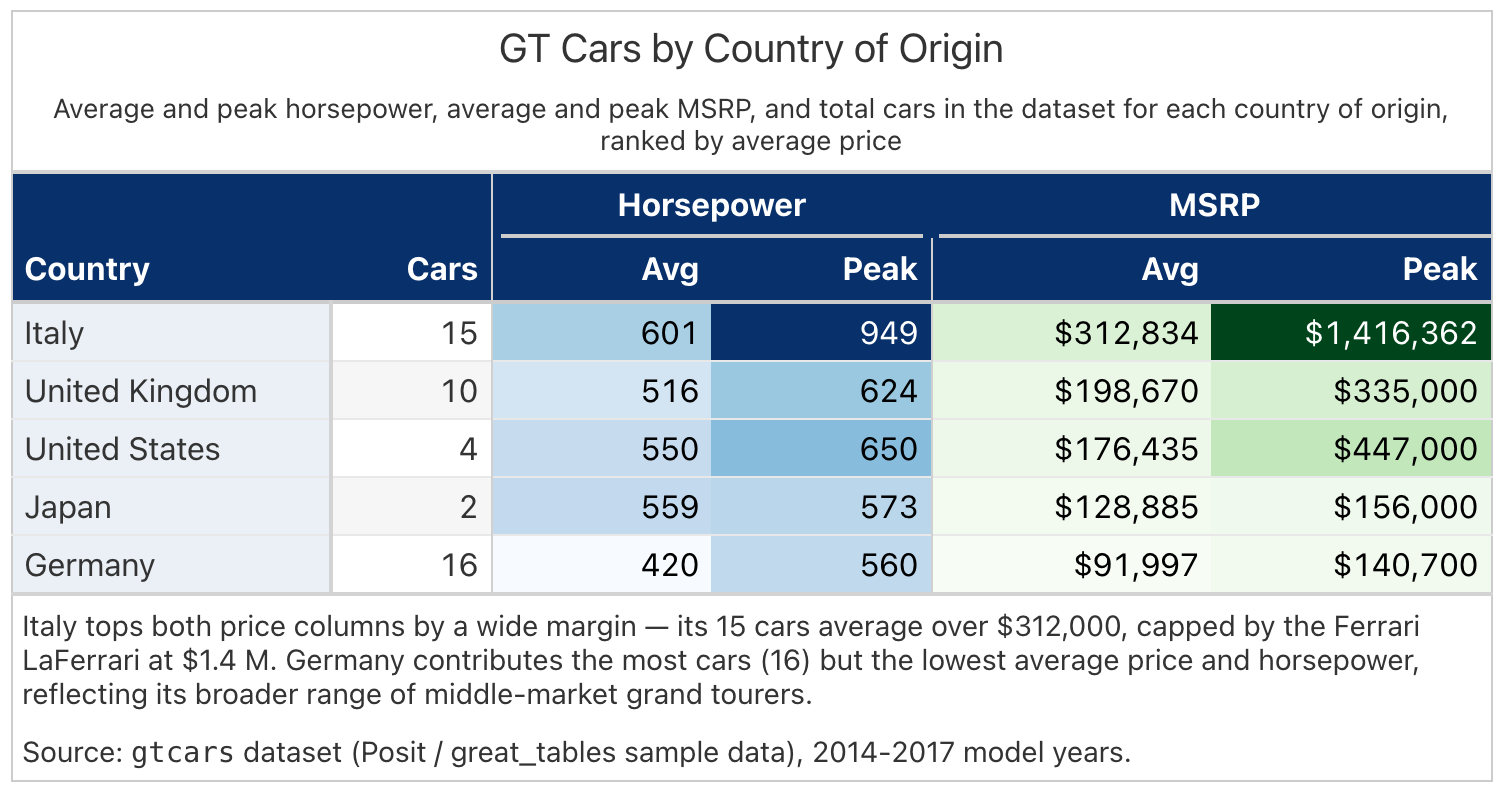 GT Cars by Country of Origin
Average and peak horsepower, average and peak MSRP, and total cars in the dataset for each country of origin,
ranked by average price
Horsepower MSRP
Country Cars Avg Peak Avg Peak
Italy 15 601 949 $312,834 $1,416,362
United Kingdom 10 516 624 $198,670 $335,000
United States 4 550 650 $176,435 $447,000
Japan 2 559 573 $128,885 $156,000
Germany 16 420 560 $91,997 $140,700
Italy tops both price columns by a wide margin — its 15 cars average over $312,000, capped by the Ferrari
LaFerrari at $1.4 M. Germany contributes the most cars (16) but the lowest average price and horsepower,
reflecting its broader range of middle-market grand tourers.
Source: gtcars dataset (Posit / great_tables sample data), 2014-2017 model years.